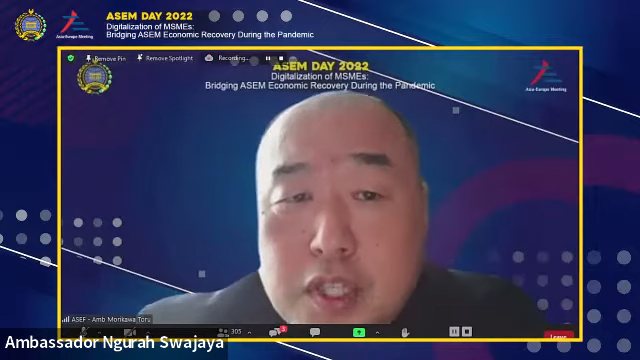 ASEM DAY 2022
Digitalization of MSMEs:
Bridging ASEM Economic Recovery During the Pandemic
Asia-Europe Meeting
Remove Pin
Remove Spotlight
Recording...
ASEM DAY 2022
Digitalization of MSMEs:
Bridging ASEM Economic Recovery During the Pandemic
Asia-Europe Meeting
ASEF - Amb Morikawa Toru
305
3
Leave
Ambassador Ngurah Swajaya